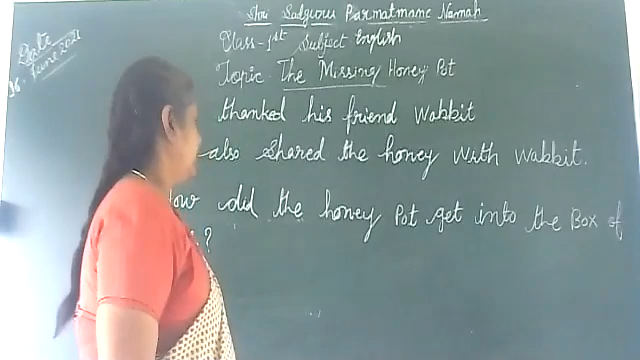 Shri Sadguru Parmatmane Namah
Date
16. June 2021
Class-1st Subject English
Topic The Missing Honey Pot
thanked his friend Wabbit
also Shared the honey With Wabbit.
How did the honey Pot get into the Box of
?